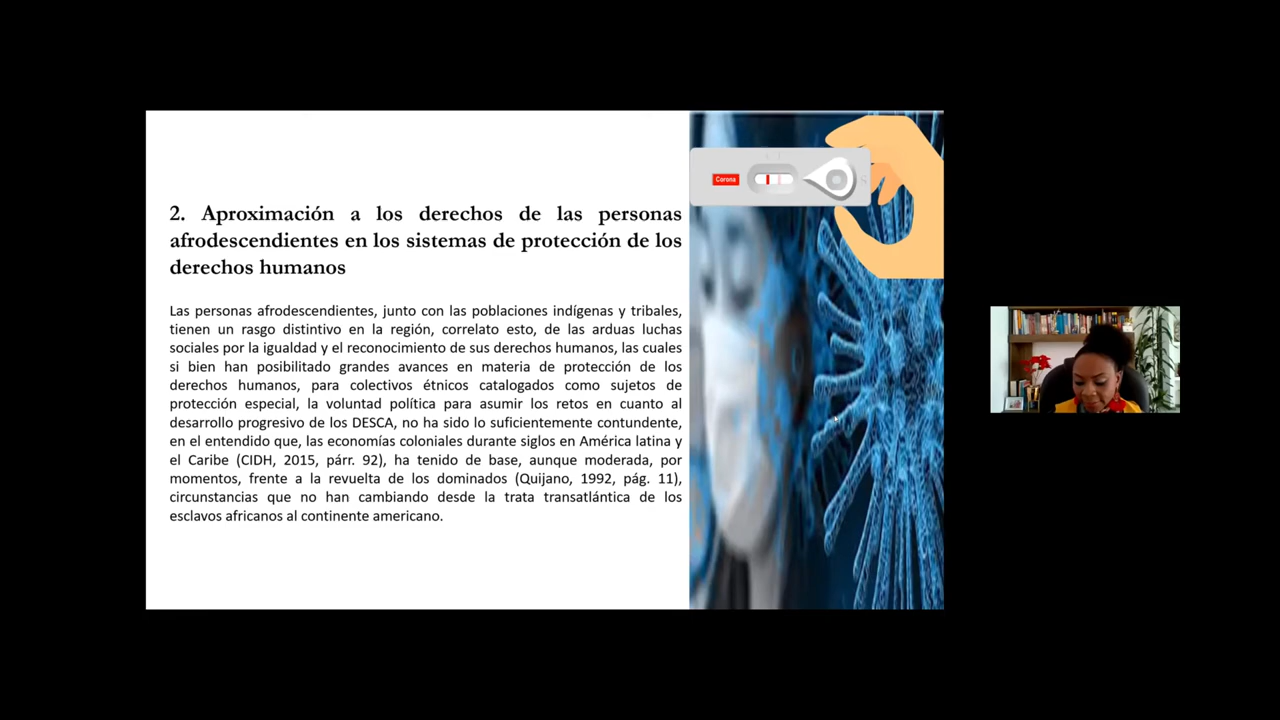 2. Aproximación a los derechos de las personas
afrodescendientes en los sistemas de protección de los
derechos humanos
Las personas afrodescendientes, junto con las poblaciones indígenas y tribales,
tienen un rasgo distintivo en la región, correlato esto, de las arduas luchas
sociales por la igualdad y el reconocimiento de sus derechos humanos, las cuales
si bien han posibilitado grandes avances en materia de protección de los
derechos humanos, para colectivos étnicos catalogados como sujetos de
protección especial, la voluntad política para asumir los retos en cuanto al
desarrollo progresivo de los DESCA, no ha sido lo suficientemente contundente,
en el entendido que, las economías coloniales durante siglos en América latina y
el Caribe (CIDH, 2015, párr. 92), ha tenido de base, aunque moderada, por
momentos, frente a la revuelta de los dominados (Quijano, 1992, pág. 11),
circunstancias que no han cambiando desde la trata transatlántica de los
esclavos africanos al continente americano.
Corona